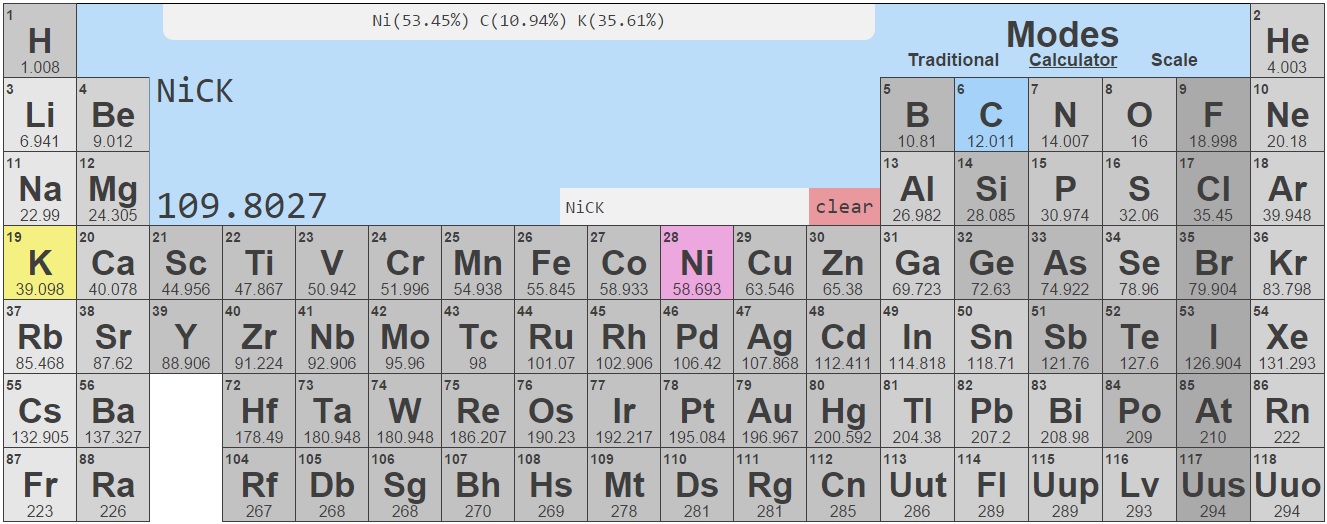 Ni(53.45%) C(10.94%) K(35.61%)
Modes
Traditional Calculator Scale
NiCK
109.8027
NiCK clear
1 2
H He
1.008 4.003
3 4 5 6 7 8 9 10
Li Be B C N O F Ne
6.941 9.012 10.81 12.011 14.007 16 18.998 20.18
11 12 13 14 15 16 17 18
Na Mg Al Si P S Cl Ar
22.99 24.305 26.982 28.085 30.974 32.06 35.45 39.948
19 20 21 22 23 24 25 26 27 28 29 30 31 32 33 34 35 36
K Ca Sc Ti V Cr Mn Fe Co Ni Cu Zn Ga Ge As Se Br Kr
39.098 40.078 44.956 47.867 50.942 51.996 54.938 55.845 58.933 58.693 63.546 65.38 69.723 72.63 74.922 78.96 79.904 83.798
37 38 39 40 41 42 43 44 45 46 47 48 49 50 51 52 53 54
Rb Sr Y Zr Nb Mo Tc Ru Rh Pd Ag Cd In Sn Sb Te I Xe
85.468 87.62 88.906 91.224 92.906 95.96 98 101.07 102.906 106.42 107.868 112.411 114.818 118.71 121.76 127.6 126.904 131.293
55 56 72 73 74 75 76 77 78 79 80 81 82 83 84 85 86
Cs Ba Hf Ta W Re Os Ir Pt Au Hg Tl Pb Bi Po At Rn
132.905 137.327 178.49 180.948 180.948 186.207 190.23 192.217 195.084 196.967 200.592 204.38 207.2 208.98 209 210 222
87 88 104 105 106 107 108 109 110 111 112 113 114 115 116 117 118
Fr Ra Rf Db Sg Bh Hs Mt Ds Rg Cn Uut Fl Uup Lv Uus Uuo
223 226 267 268 268 270 269 278 281 281 285 286 289 289 293 294 294